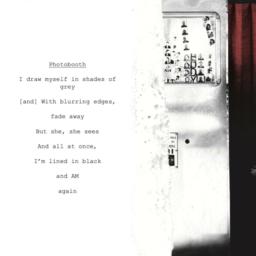 Photobooth
I draw myself in shades of
grey
[and] With blurring edges,
fade away
But she, she sees
And all at once,
I'm lined in black
and AM
again